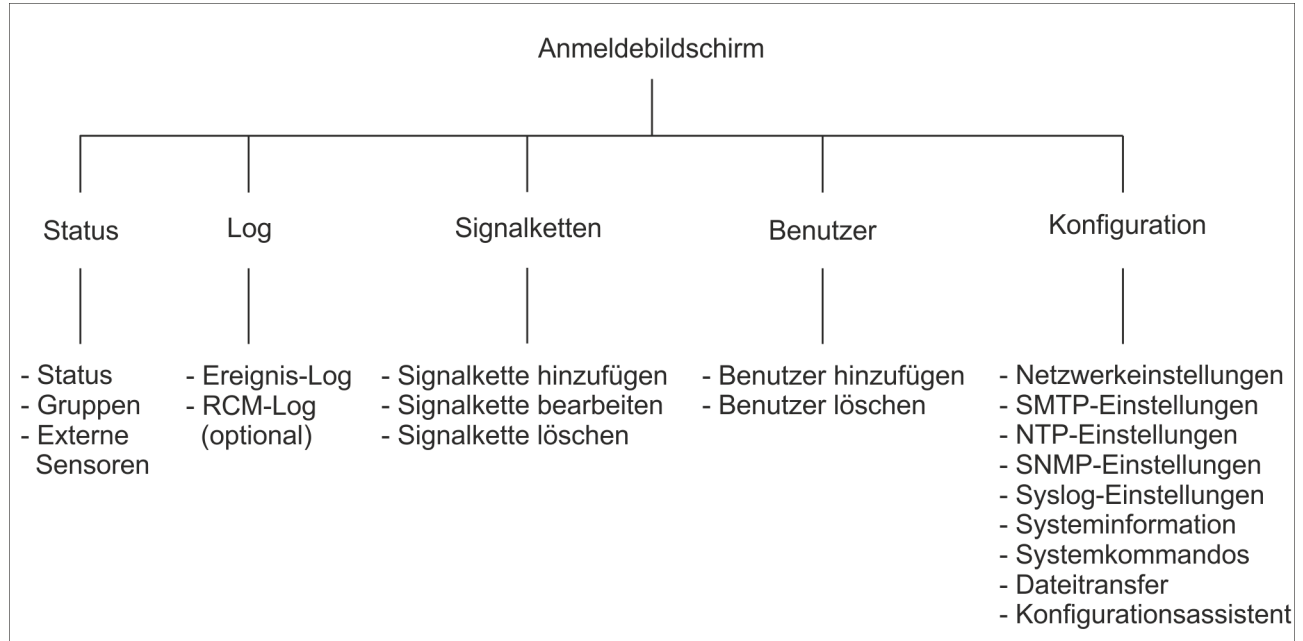 Anmeldebildschirm
Status
Log
Signalketten
Benutzer
Konfiguration
- Status
- Gruppen
- Externe
Sensoren
- Ereignis-Log
- RCM-Log
(optional)
- Signalkette hinzufügen
- Signalkette bearbeiten
- Signalkette löschen
- Benutzer hinzufügen
- Benutzer löschen
- Netzwerkeinstellungen
- SMTP-Einstellungen
- NTP-Einstellungen
- SNMP-Einstellungen
- Syslog-Einstellungen
- Systeminformation
- Systemkommandos
- Dateitransfer
- Konfigurationsassistent